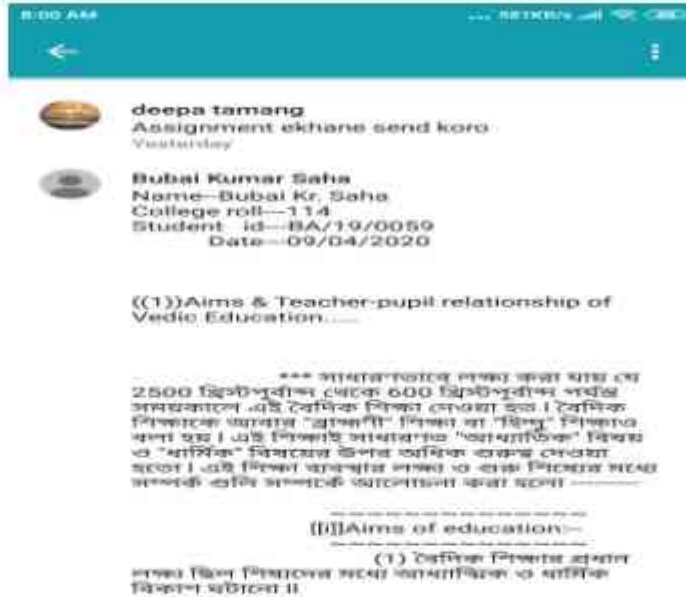 8:00 AM
... 581KB/s
deepa tamang
Assignment ekhane send koro
Yesterday
Bubai Kumar Saha
Name--Bubai Kr. Saha
College roll---114
Student id---BA/19/0059
Date---09/04/2020
((1))Aims & Teacher-pupil relationship of
Vedic Education.....
*** সাধারণভাবে লক্ষ্য করা যায় যে
2500 খ্রিস্টপূর্বাব্দ থেকে 600 খ্রিস্টপূর্বাব্দ পর্যন্ত
সময়কালে এই বৈদিক শিক্ষা দেওয়া হত । বৈদিক
শিক্ষাকে আবার "ব্রাহ্মণী" শিক্ষা বা "হিন্দু" শিক্ষাও
বলা হয় । এই শিক্ষাই সাধারণত "আধ্যাত্মিক" বিষয়
ও "ধার্মিক" বিষয়ের উপর অধিক গুরুত্ব দেওয়া
হতো । এই শিক্ষা ব্যবস্থার লক্ষ্য ও গুরু শিষ্যের মধ্যে
সম্পর্ক গুলি সম্পর্কে আলোচনা করা হলো ---------
~~~~~~~~~~~~~~~
[[i]]Aims of education:--
~~~~~~~~~~~~~~~
(1) বৈদিক শিক্ষার প্রধান
লক্ষ্য ছিল শিষ্যদের মধ্যে আধ্যাত্মিক ও ধার্মিক
বিকাশ ঘটানো ॥